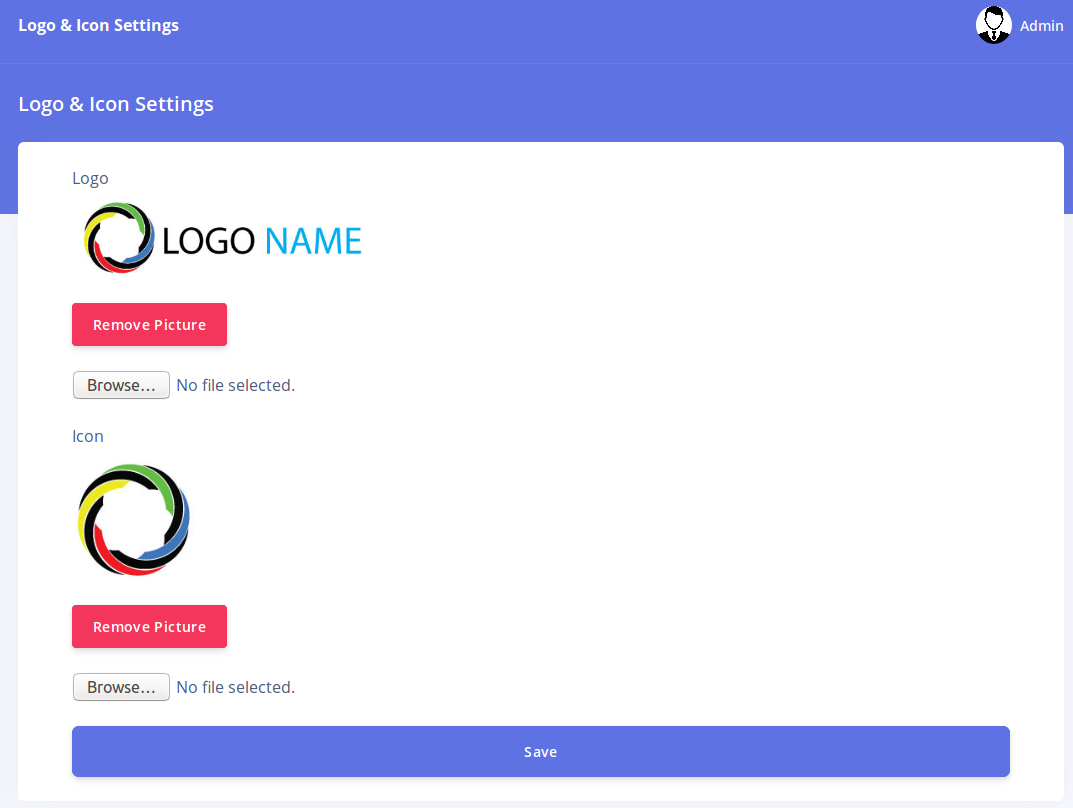 Logo & Icon Settings
Admin
Logo & Icon Settings
Logo
LOGO NAME
Remove Picture
Browse... No file selected.
Icon
Remove Picture
Browse... No file selected.
Save